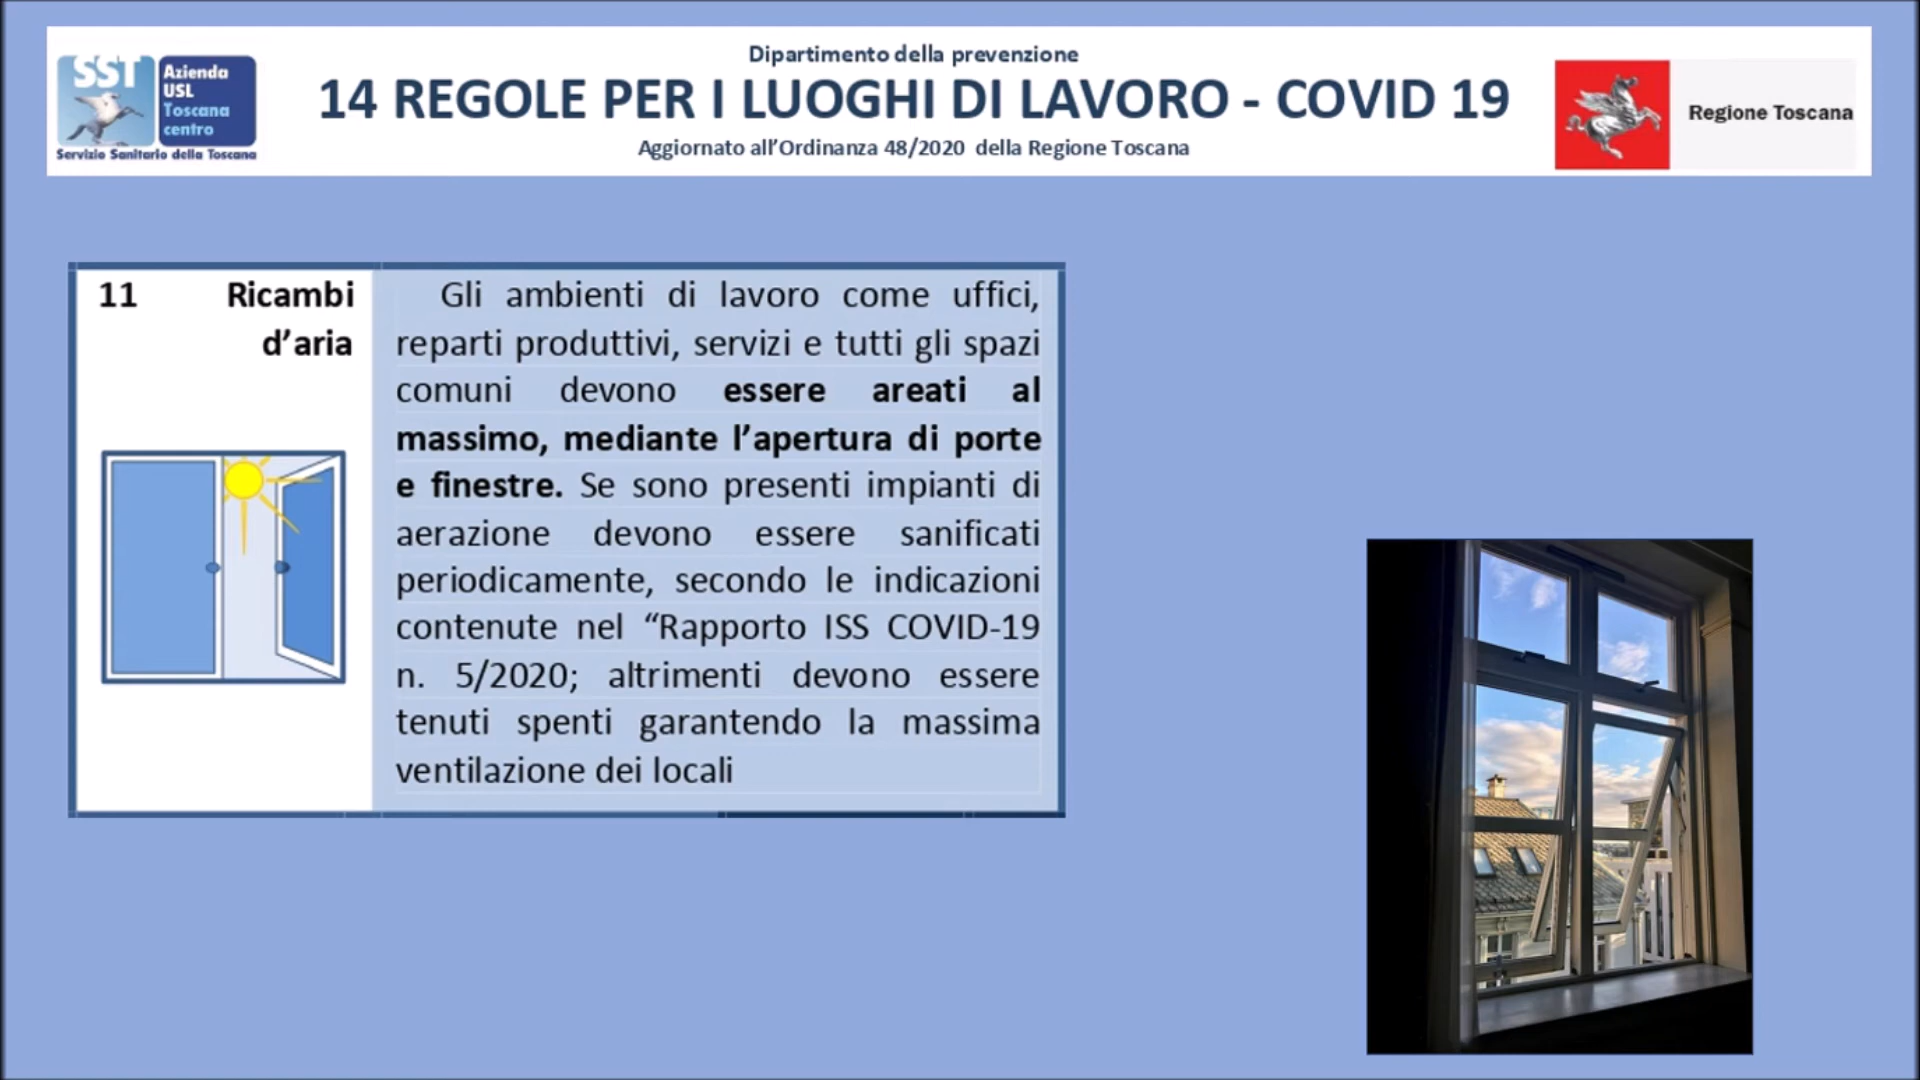 Dipartimento della prevenzione
14 REGOLE PER I LUOGHI DI LAVORO - COVID 19
Aggiornato all’Ordinanza 48/2020 della Regione Toscana
SST
Azienda
USL
Toscana
centro
Servizio Sanitario della Toscana
Regione Toscana
11 Ricambi
d’aria
Gli ambienti di lavoro come uffici,
reparti produttivi, servizi e tutti gli spazi
comuni devono essere areati al
massimo, mediante l’apertura di porte
e finestre. Se sono presenti impianti di
aerazione devono essere sanificati
periodicamente, secondo le indicazioni
contenute nel “Rapporto ISS COVID-19
n. 5/2020; altrimenti devono essere
tenuti spenti garantendo la massima
ventilazione dei locali